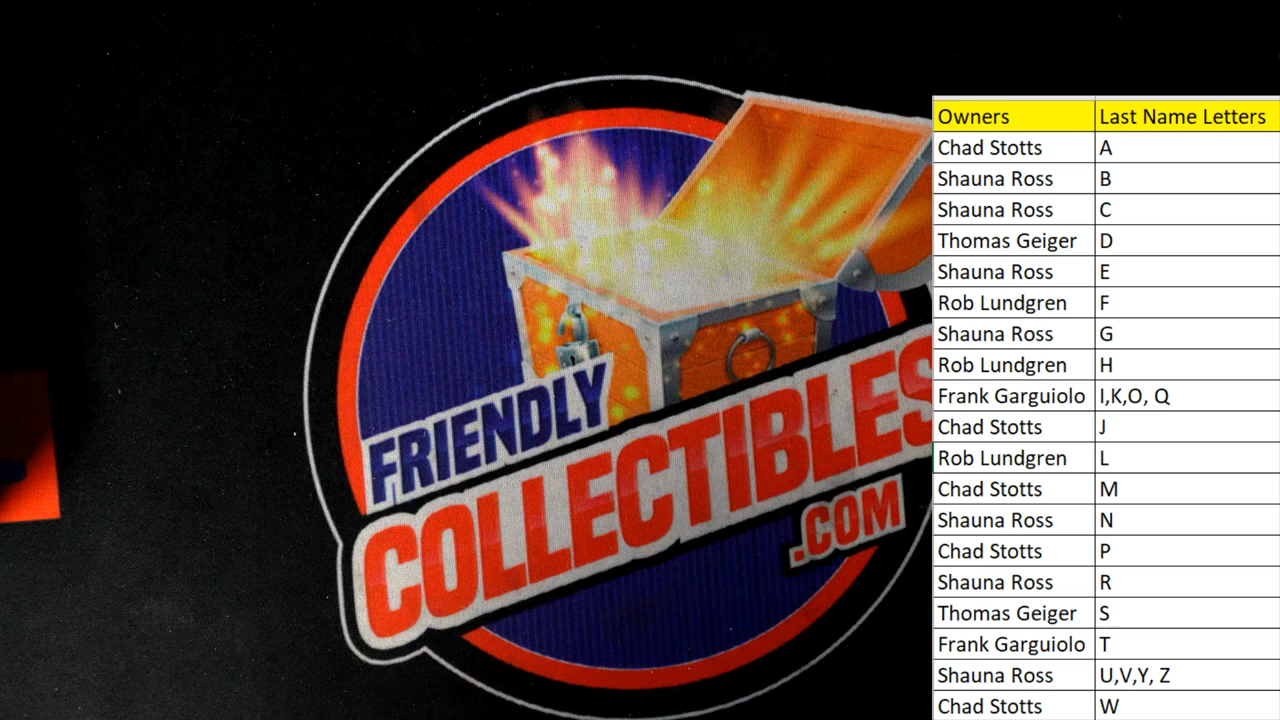 FRIENDLY
COLLECTIBLES
.COM
Owners Last Name Letters
Chad Stotts A
Shauna Ross B
Shauna Ross C
Thomas Geiger D
Shauna Ross E
Rob Lundgren F
Shauna Ross G
Rob Lundgren H
Frank Garguiolo I,K,O, Q
Chad Stotts J
Rob Lundgren L
Chad Stotts M
Shauna Ross N
Chad Stotts P
Shauna Ross R
Thomas Geiger S
Frank Garguiolo T
Shauna Ross U,V,Y, Z
Chad Stotts W